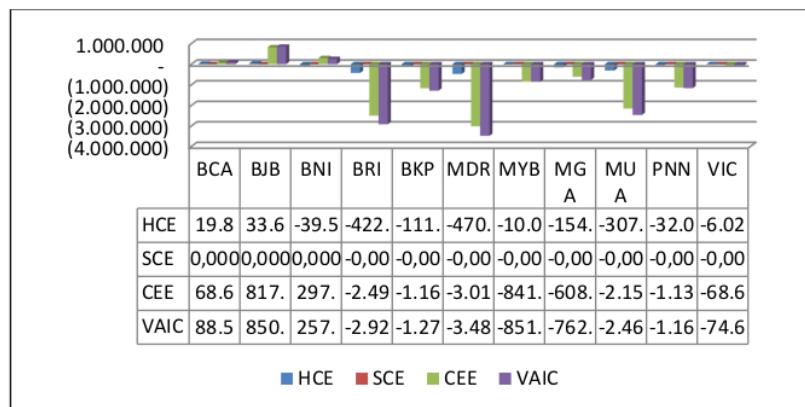 1.000.000
-
(1.000.000)
(2.000.000)
(3.000.000)
(4.000.000)
BCA BJB BNI BRI BKP MDR MYB MG A MU A PNN VIC
HCE 19.8 33.6 -39.5 -422. -111. -470. -10.0 -154. -307. -32.0 -6.02
SCE 0,000 0,000 0,000 -0,00 -0,00 -0,00 -0,00 -0,00 -0,00 -0,00 -0,00
CEE 68.6 817. 297. -2.49 -1.16 -3.01 -841. -608. -2.15 -1.13 -68.6
VAIC 88.5 850. 257. -2.92 -1.27 -3.48 -851. -762. -2.46 -1.16 -74.6
HCE SCE CEE VAIC